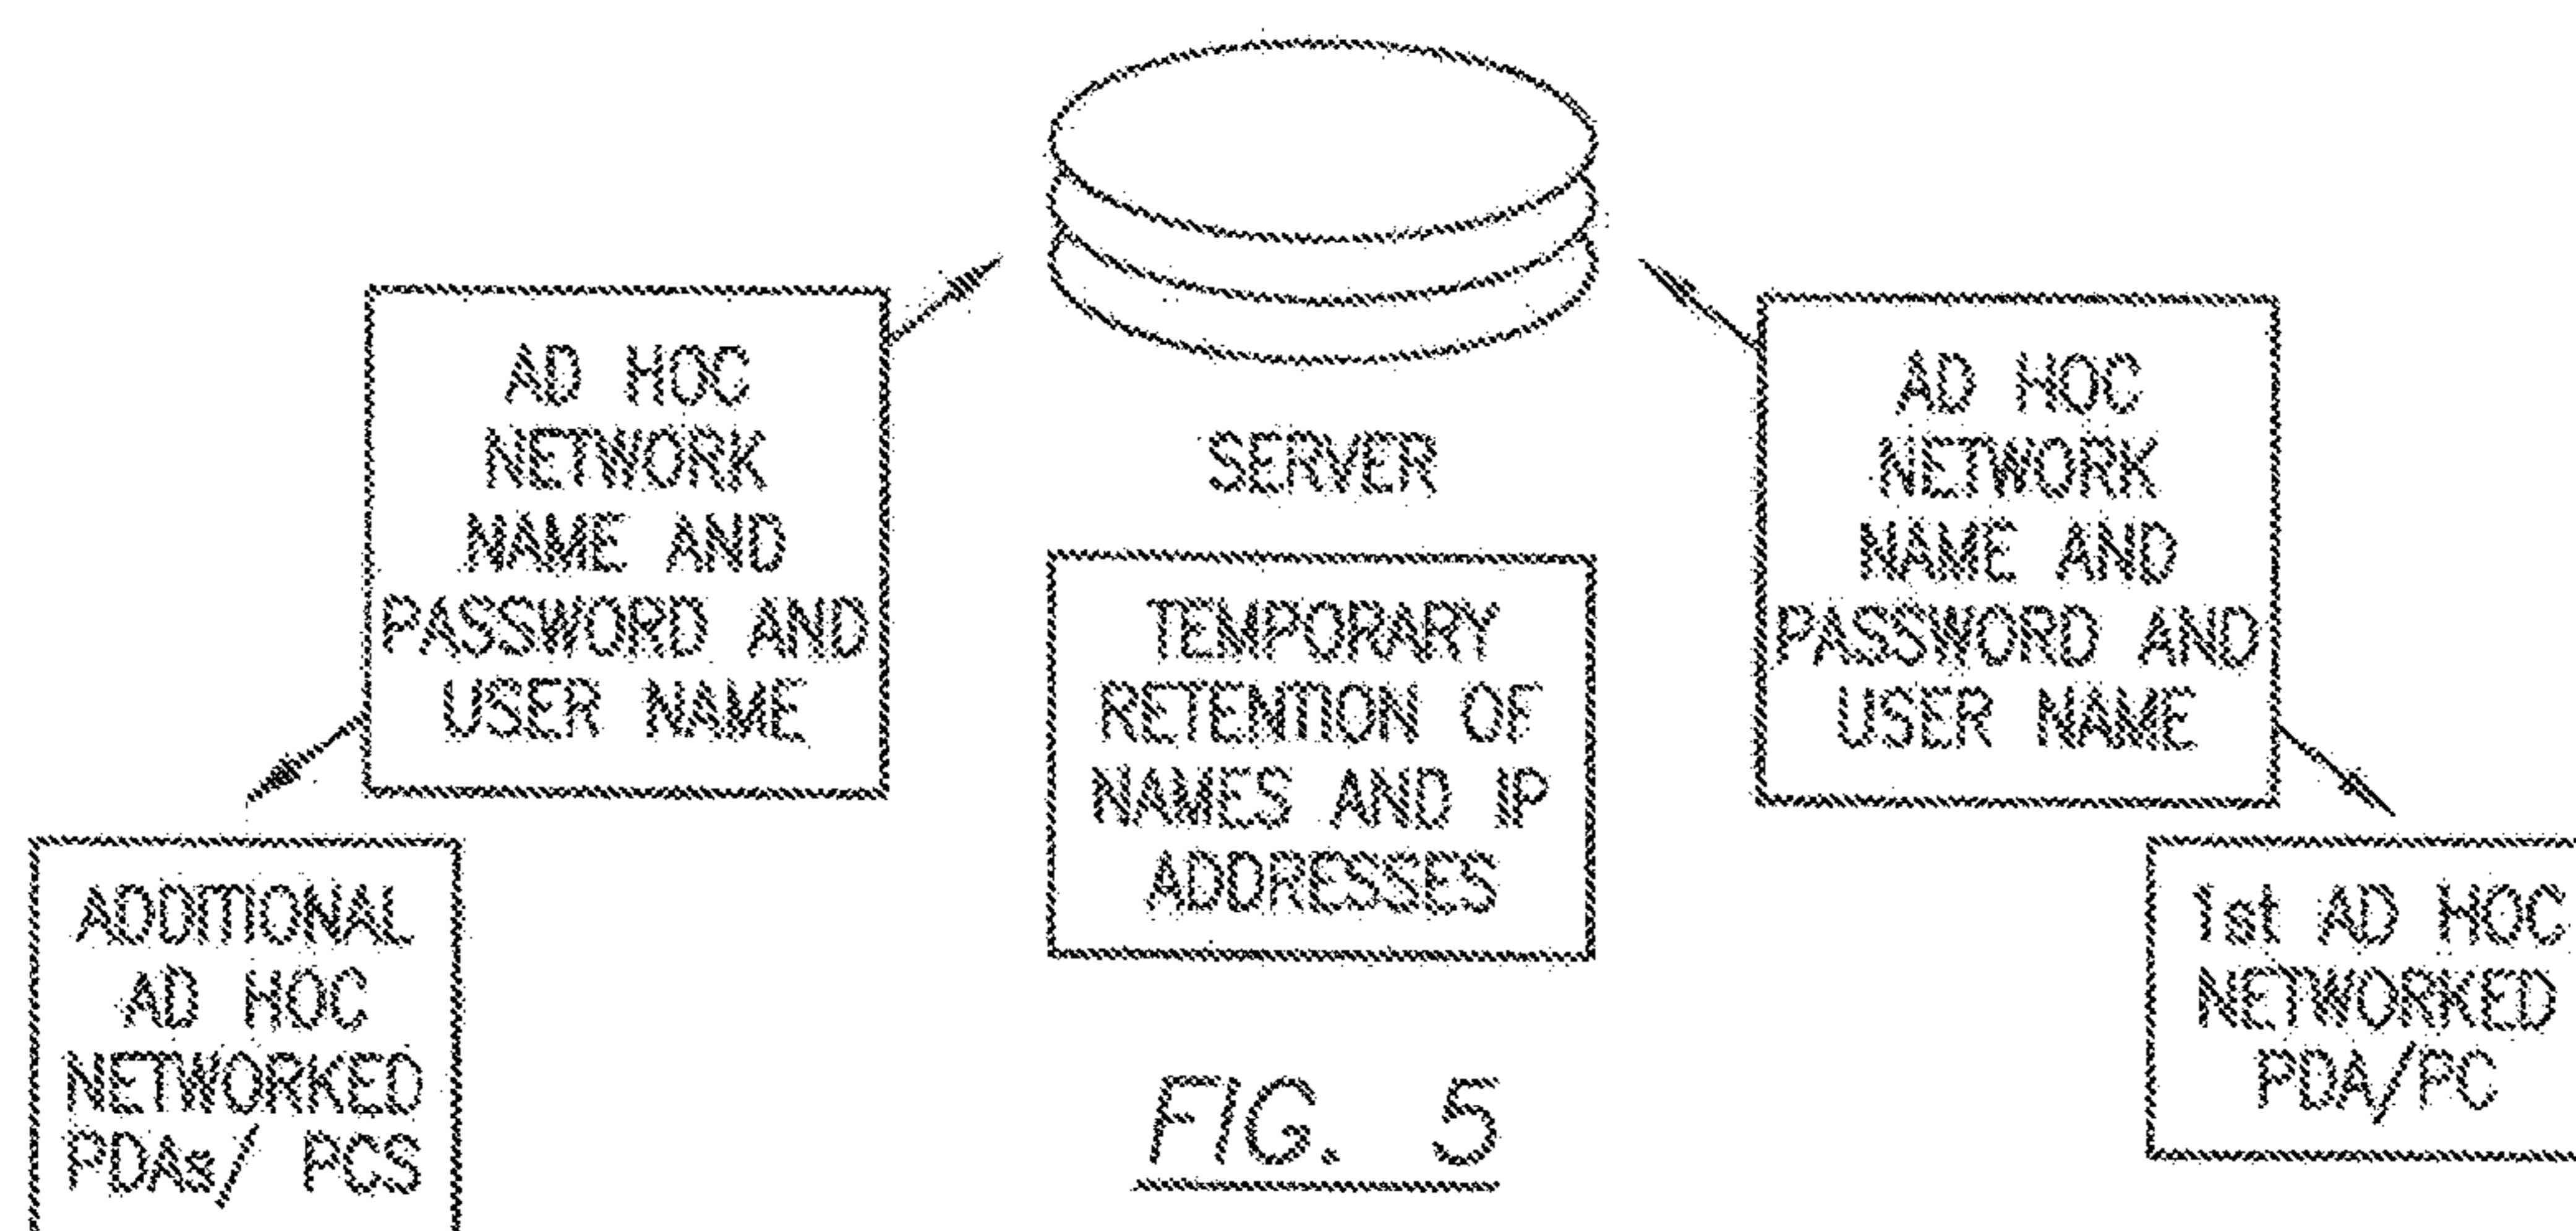 AD HOC
NETWORK
NAME AND
PASSWORD AND
USER NAME
SERVER
TEMPORARY
RETENTION OF
NAMES AND IP
ADDRESSES
AD HOC
NETWORK
NAME AND
PASSWORD AND
USER NAME
ADDITIONAL
AD HOC
NETWORKED
PDAs/ PCS
1st AD HOC
NETWORKED
PDA/PC
FIG. 5